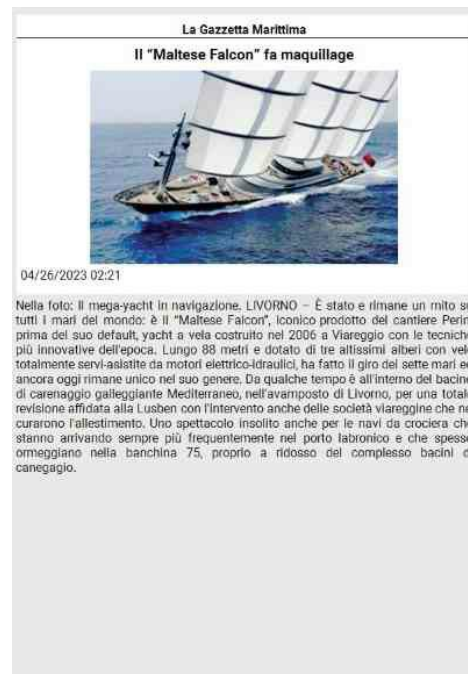 La Gazzetta Marittima
Il “Maltese Falcon” fa maquillage
04/26/2023 02:21
Nella foto: Il mega-yacht in navigazione. LIVORNO – È stato e rimane un mito su
tutti i mari del mondo: è il “Maltese Falcon”, iconico prodotto del cantiere Perini
prima del suo default, yacht a vela costruito nel 2006 a Viareggio con le tecniche
più innovative dell'epoca. Lungo 88 metri e dotato di tre altissimi alberi con vele
totalmente servi-asistite da motori elettrico-idraulici, ha fatto il giro dei sette mari ed
ancora oggi rimane unico nel suo genere. Da qualche tempo è all'interno del bacino
di carenaggio galleggiante Mediterraneo, nell'avamposto di Livorno, per una totale
revisione affidata alla Lusben con l'intervento anche delle società viareggine che ne
curarono l'allestimento. Uno spettacolo insolito anche per le navi da crociera che
stanno arrivando sempre più frequentemente nel porto labronico e che spesso
ormeggiano nella banchina 75, proprio a ridosso del complesso bacini di
canegagio.